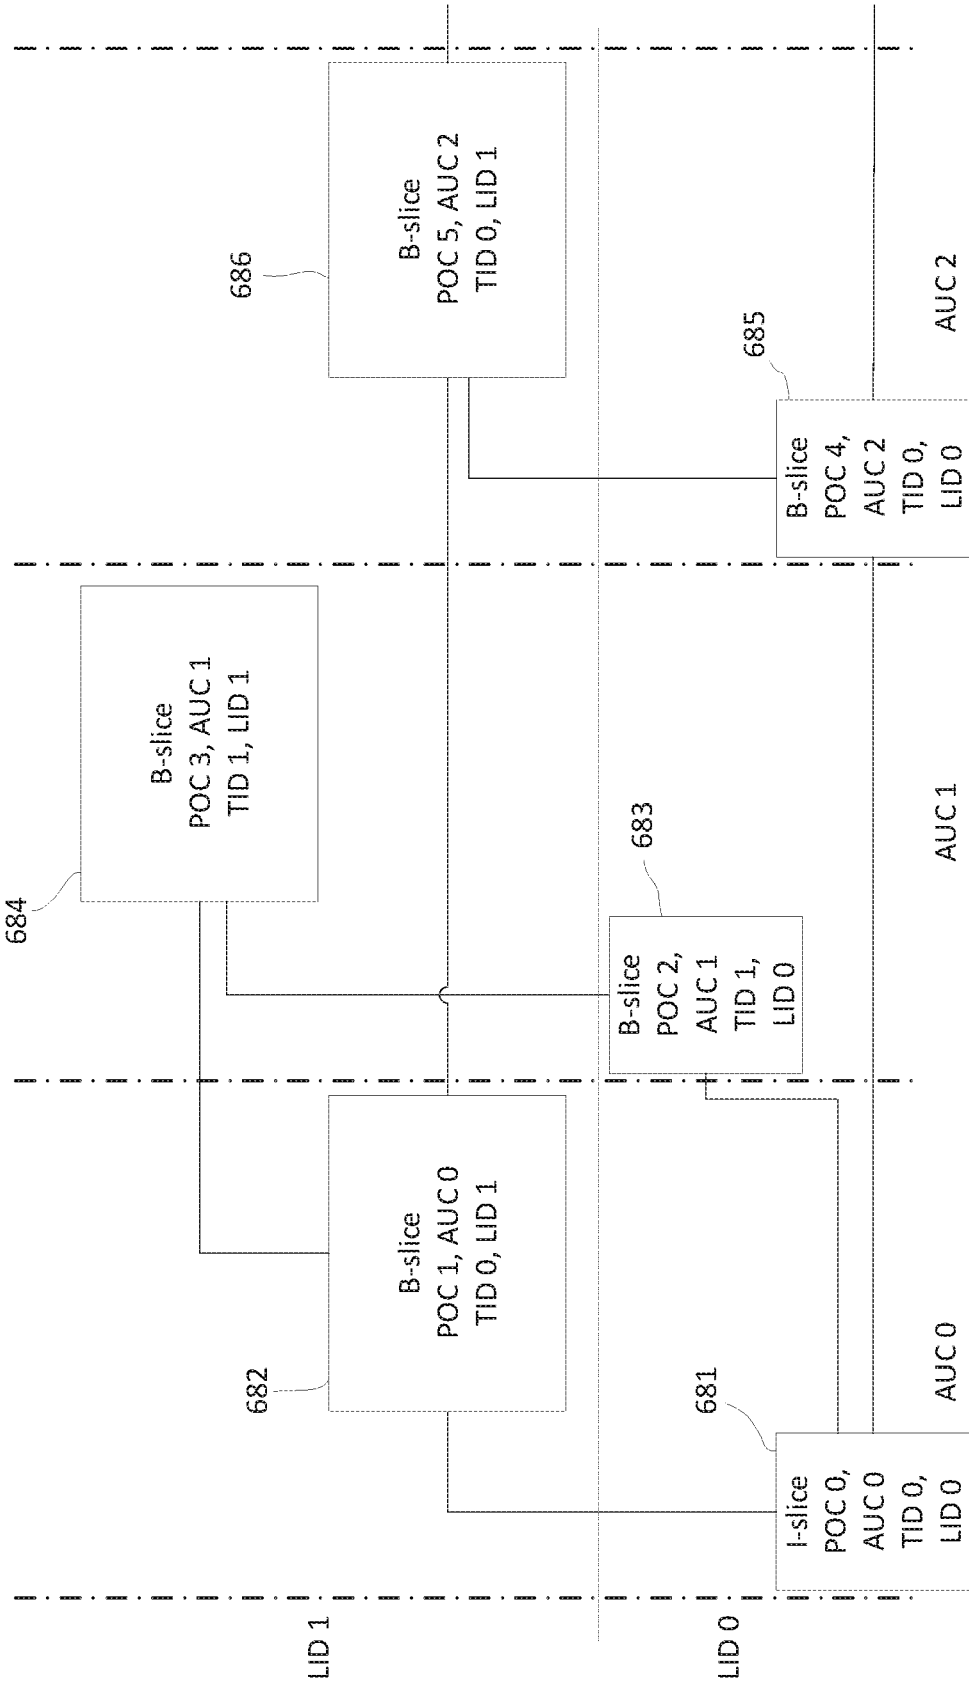 LID 1
LID 0
684
B-slice
POC 3, AUC 1
TID 1, LID 1
682
B-slice
POC 1, AUC 0
TID 0, LID 1
686
B-slice
POC 5, AUC 2
TID 0, LID 1
681
I-slice
POC 0,
AUC 0
TID 0,
LID 0
683
B-slice
POC 2,
AUC 1
TID 1,
LID 0
685
B-slice
POC 4,
AUC 2
TID 0,
LID 0
AUC 0
AUC 1
AUC 2